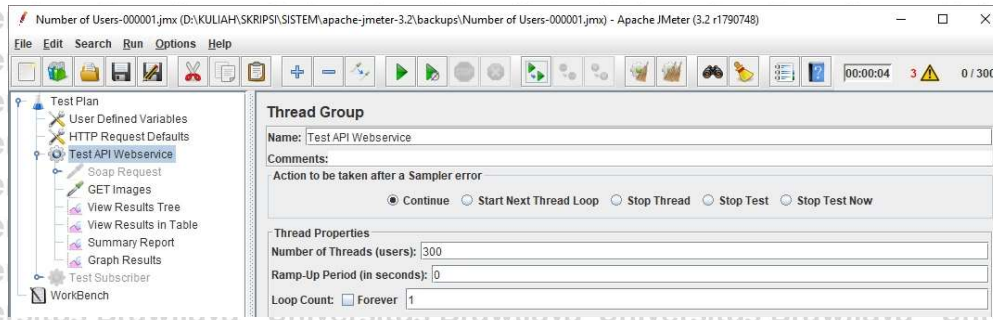 Number of Users-000001.jmx (D:\KULIAH\SKRIPSI\SISTEM\apache-jmeter-3.2\backups\Number of Users-000001.jmx) - Apache JMeter (3.2 r1790748)
File Edit Search Run Options Help
00:00:04 3 0 / 300
Test Plan
User Defined Variables
HTTP Request Defaults
Test API Webservice
Soap Request
GET Images
View Results Tree
View Results in Table
Summary Report
Graph Results
Test Subscriber
WorkBench
Thread Group
Name: Test API Webservice
Comments:
Action to be taken after a Sampler error
Continue Start Next Thread Loop Stop Thread Stop Test Stop Test Now
Thread Properties
Number of Threads (users): 300
Ramp-Up Period (in seconds): 0
Loop Count: Forever 1